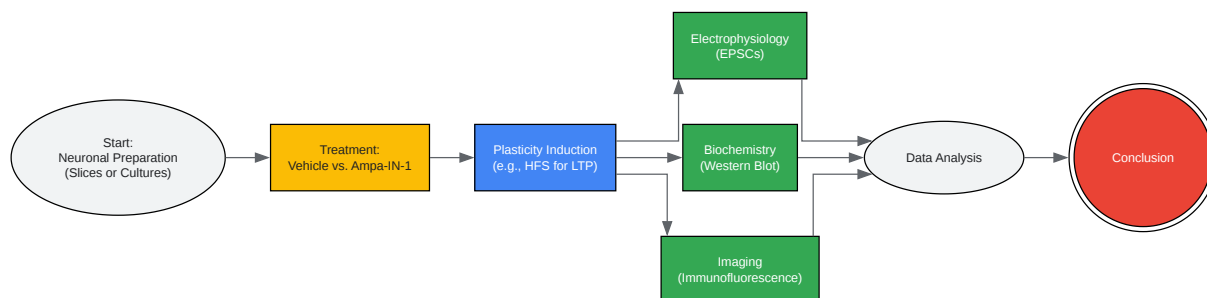 Start:
Neuronal Preparation
(Slices or Cultures)
Treatment:
Vehicle vs. Ampa-IN-1
Plasticity Induction
(e.g., HFS for LTP)
Electrophysiology
(EPSCs)
Biochemistry
(Western Blot)
Imaging
(Immunofluorescence)
Data Analysis
Conclusion